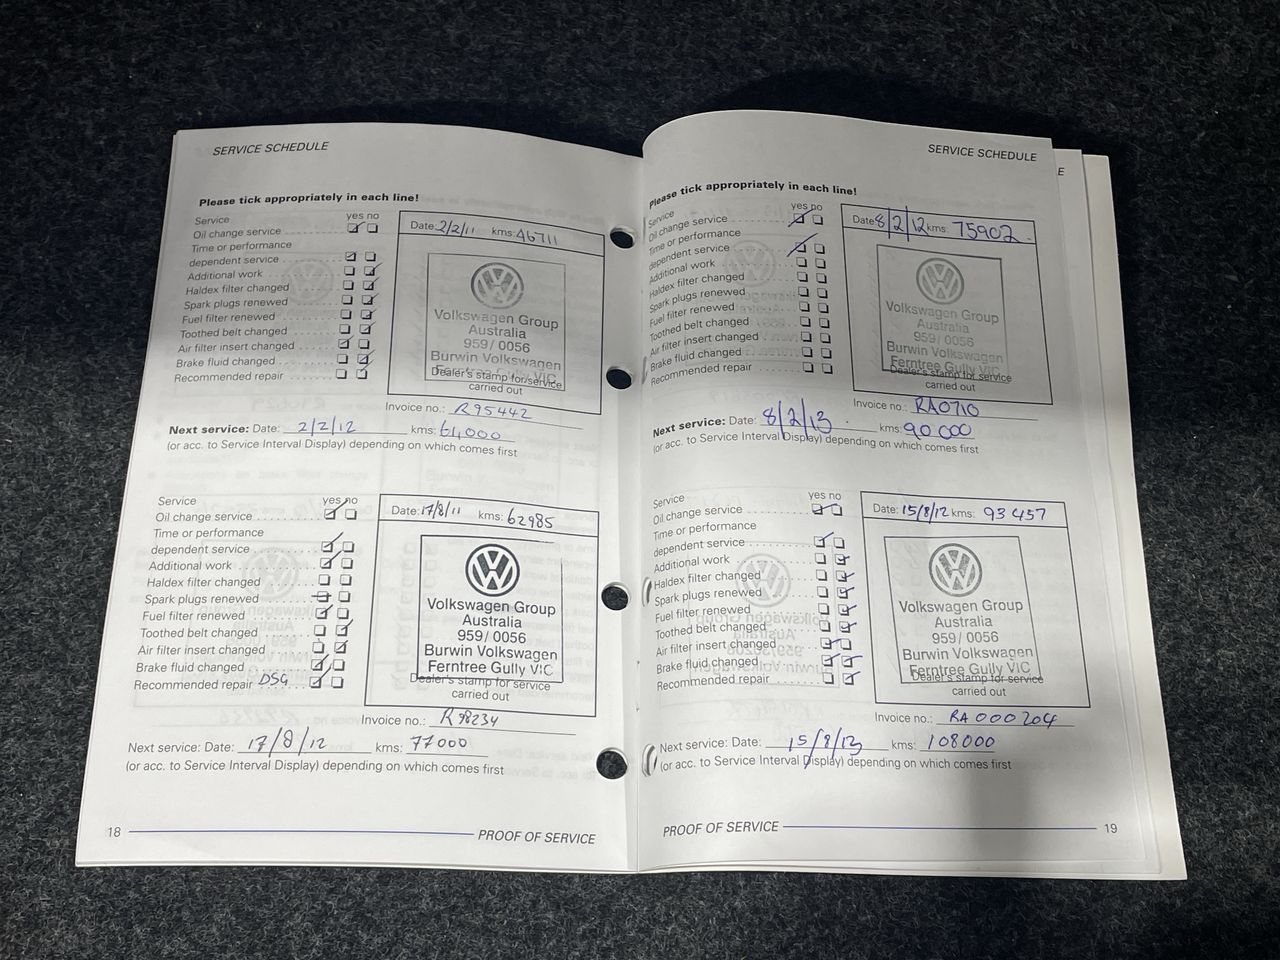 SERVICE SCHEDULE
Please tick appropriately in each line!
Service yes no
Oil change service
Time or performance
dependent service
Additional work
Haldex filter changed
Spark plugs renewed
Fuel filter renewed
Toothed belt changed
Air filter insert changed
Brake fluid changed
Recommended repair
Date: 2/2/11 kms: 46711
Volkswagen Group
Australia
959/ 0056
Burwin Volkswagen
Ferntree Gully VIC
Dealer's stamp for service
carried out
Invoice no.: R95442
Next service: Date: 2/2/12 kms: 61,000
(or acc. to Service Interval Display) depending on which comes first
Service yes no
Oil change service
Time or performance
dependent service
Additional work
Haldex filter changed
Spark plugs renewed
Fuel filter renewed
Toothed belt changed
Air filter insert changed
Brake fluid changed
Recommended repair DSG
Date: 17/8/11 kms: 62985
Volkswagen Group
Australia
959/ 0056
Burwin Volkswagen
Ferntree Gully VIC
Dealer's stamp for service
carried out
Invoice no.: R98234
Next service: Date: 17/8/12 kms: 77000
(or acc. to Service Interval Display) depending on which comes first
18 PROOF OF SERVICE
SERVICE SCHEDULE
E
Please tick appropriately in each line!
Service yes no
Oil change service
Time or performance
dependent service
Additional work
Haldex filter changed
Spark plugs renewed
Fuel filter renewed
Toothed belt changed
Air filter insert changed
Brake fluid changed
Recommended repair
Date: 8/2/12 kms: 75902
Volkswagen Group
Australia
959/ 0056
Burwin Volkswagen
Ferntree Gully VIC
Dealer's stamp for service
carried out
Invoice no.: RA0710
Next service: Date: 8/2/13 kms: 90000
(or acc. to Service Interval Display) depending on which comes first
Service yes no
Oil change service
Time or performance
dependent service
Additional work
Haldex filter changed
Spark plugs renewed
Fuel filter renewed
Toothed belt changed
Air filter insert changed
Brake fluid changed
Recommended repair
Date: 15/8/12 kms: 93457
Volkswagen Group
Australia
959/ 0056
Burwin Volkswagen
Ferntree Gully VIC
Dealer's stamp for service
carried out
Invoice no.: RA000204
Next service: Date: 15/8/13 kms: 108000
(or acc. to Service Interval Display) depending on which comes first
PROOF OF SERVICE 19